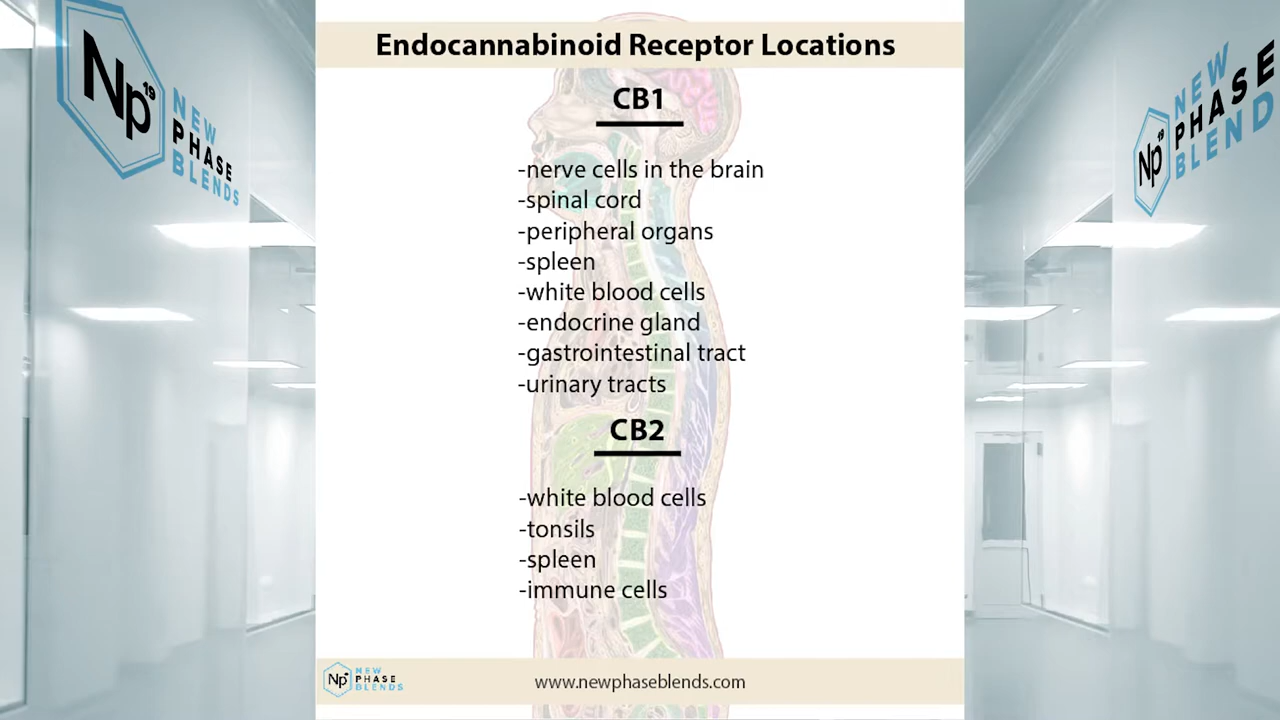 Endocannabinoid Receptor Locations
CB1
-nerve cells in the brain
-spinal cord
-peripheral organs
-spleen
-white blood cells
-endocrine gland
-gastrointestinal tract
-urinary tracts
CB2
-white blood cells
-tonsils
-spleen
-immune cells
Np
NEW
PHASE
BLENDS
www.newphaseblends.com
Np
19
NEW
PHASE
BLENDS
Np
19
NEW
PHASE
BLEND